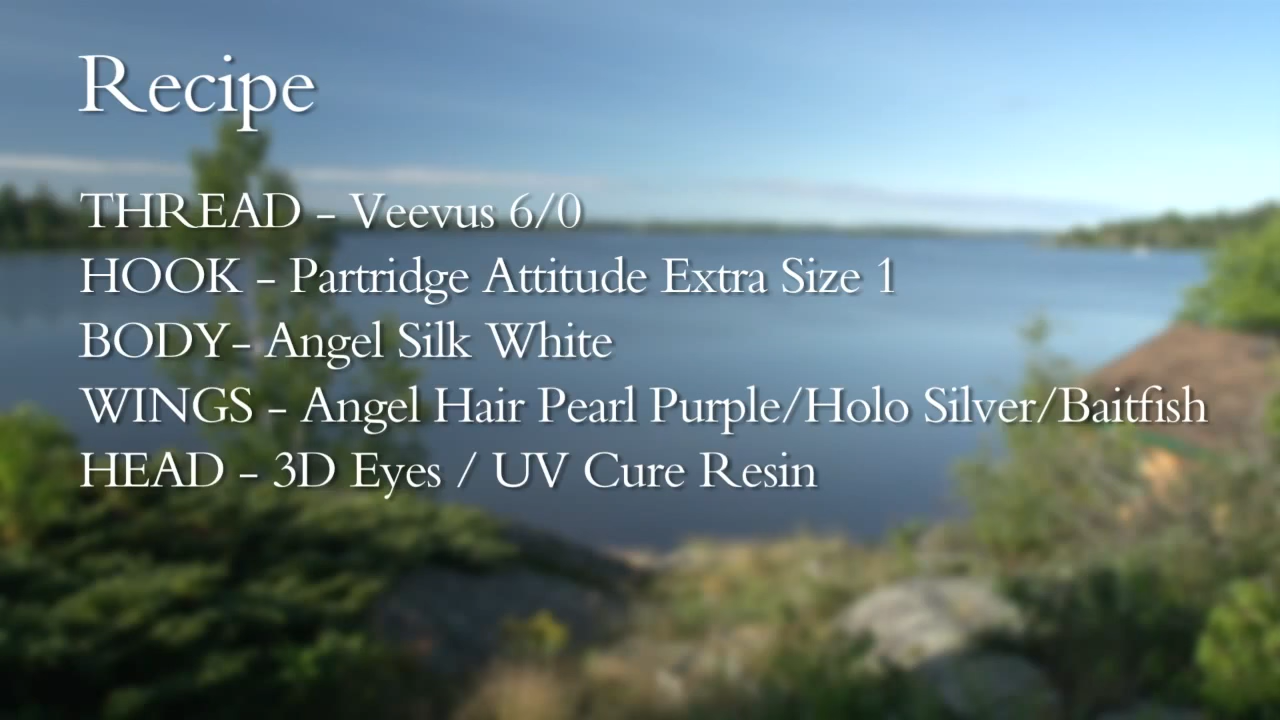 Recipe
THREAD - Veevus 6/0
HOOK - Partridge Attitude Extra Size 1
BODY- Angel Silk White
WINGS - Angel Hair Pearl Purple/Holo Silver/Baitfish
HEAD - 3D Eyes / UV Cure Resin